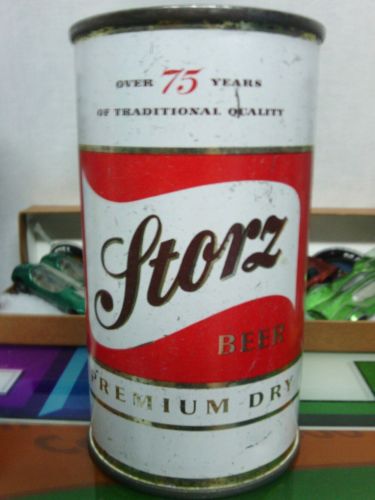 OVER 75 YEARS
OF TRADITIONAL QUALITY
Storz
BEER
PREMIUM DRY